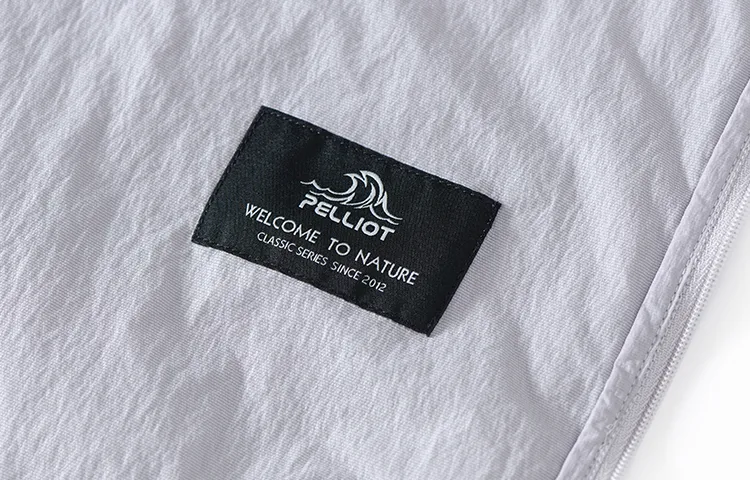 PELLIOT
WELCOME TO NATURE
CLASSIC SERIES SINCE 2012